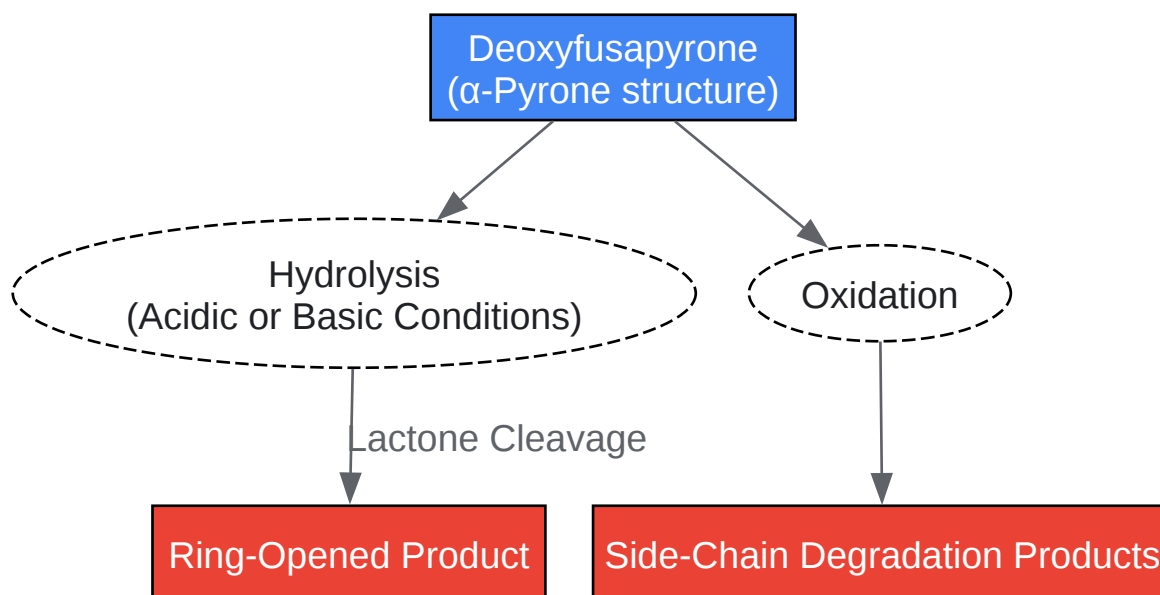 Deoxyfusapyrone
(α-Pyrone structure)
Hydrolysis
(Acidic or Basic Conditions)
Oxidation
Lactone Cleavage
Ring-Opened Product
Side-Chain Degradation Products